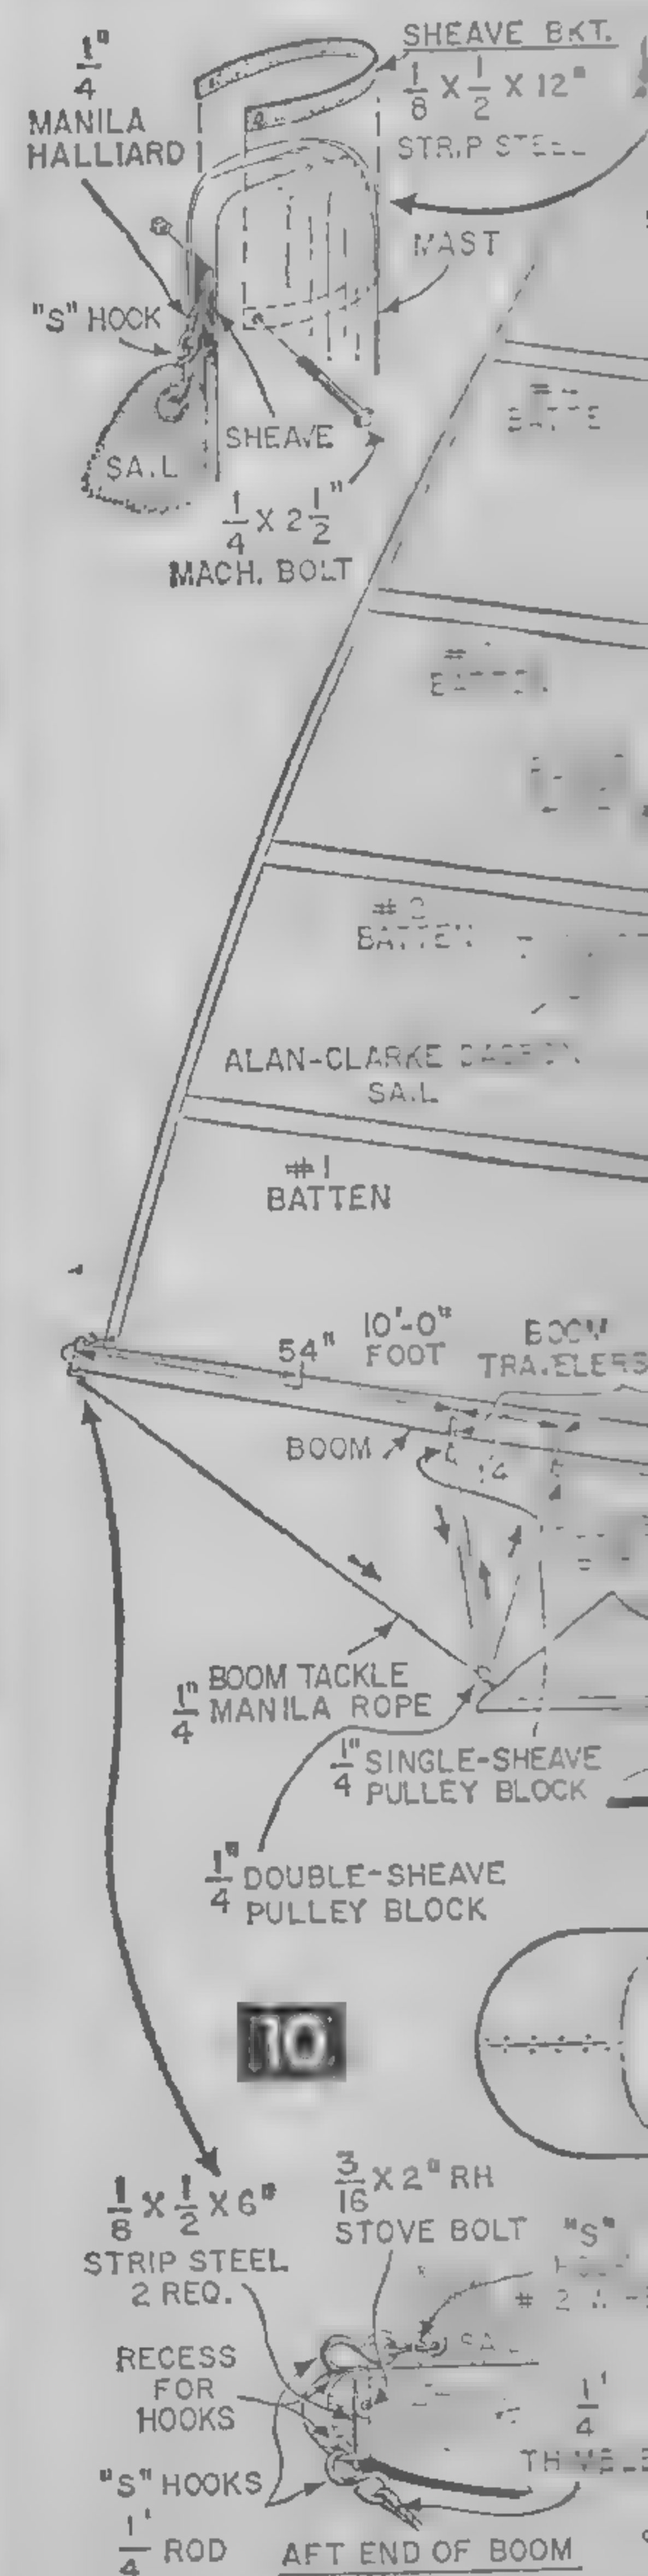 SHEAVE BKT.
1/8 X 1/2 X 12"
STRIP STEEL
1/4"
MANILA
HALLIARD
MAST
"S" HOOK
SHEAVE
SAIL
1/4 X 2 1/2"
MACH. BOLT
BATTEN
# 2
BATTEN
ALAN-CLARKE
SAIL
#1
BATTEN
54"
10'-0"
FOOT
BOOM
TRAVELERS
BOOM
1/4" BOOM TACKLE
MANILA ROPE
1/4" SINGLE-SHEAVE
PULLEY BLOCK
1/4" DOUBLE-SHEAVE
PULLEY BLOCK
10
1/8 X 1/2 X 6"
STRIP STEEL
2 REQ.
3/16 X 2" RH
STOVE BOLT
"S"
RECESS
FOR
HOOKS
"S" HOOKS
1/4" ROD
1/4"
AFT END OF BOOM